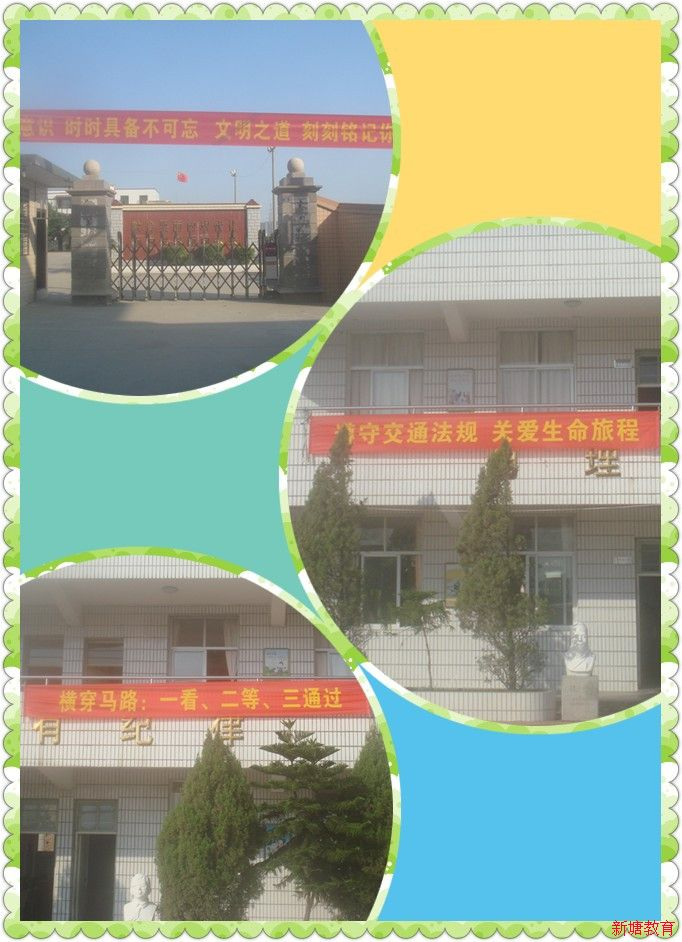 意识 时时具备不可忘 文明之道 刻刻铭记你
守交通法规 关爱生命旅程
理
横穿马路：一看、二等、三通过
有 纪 律
新塘教育